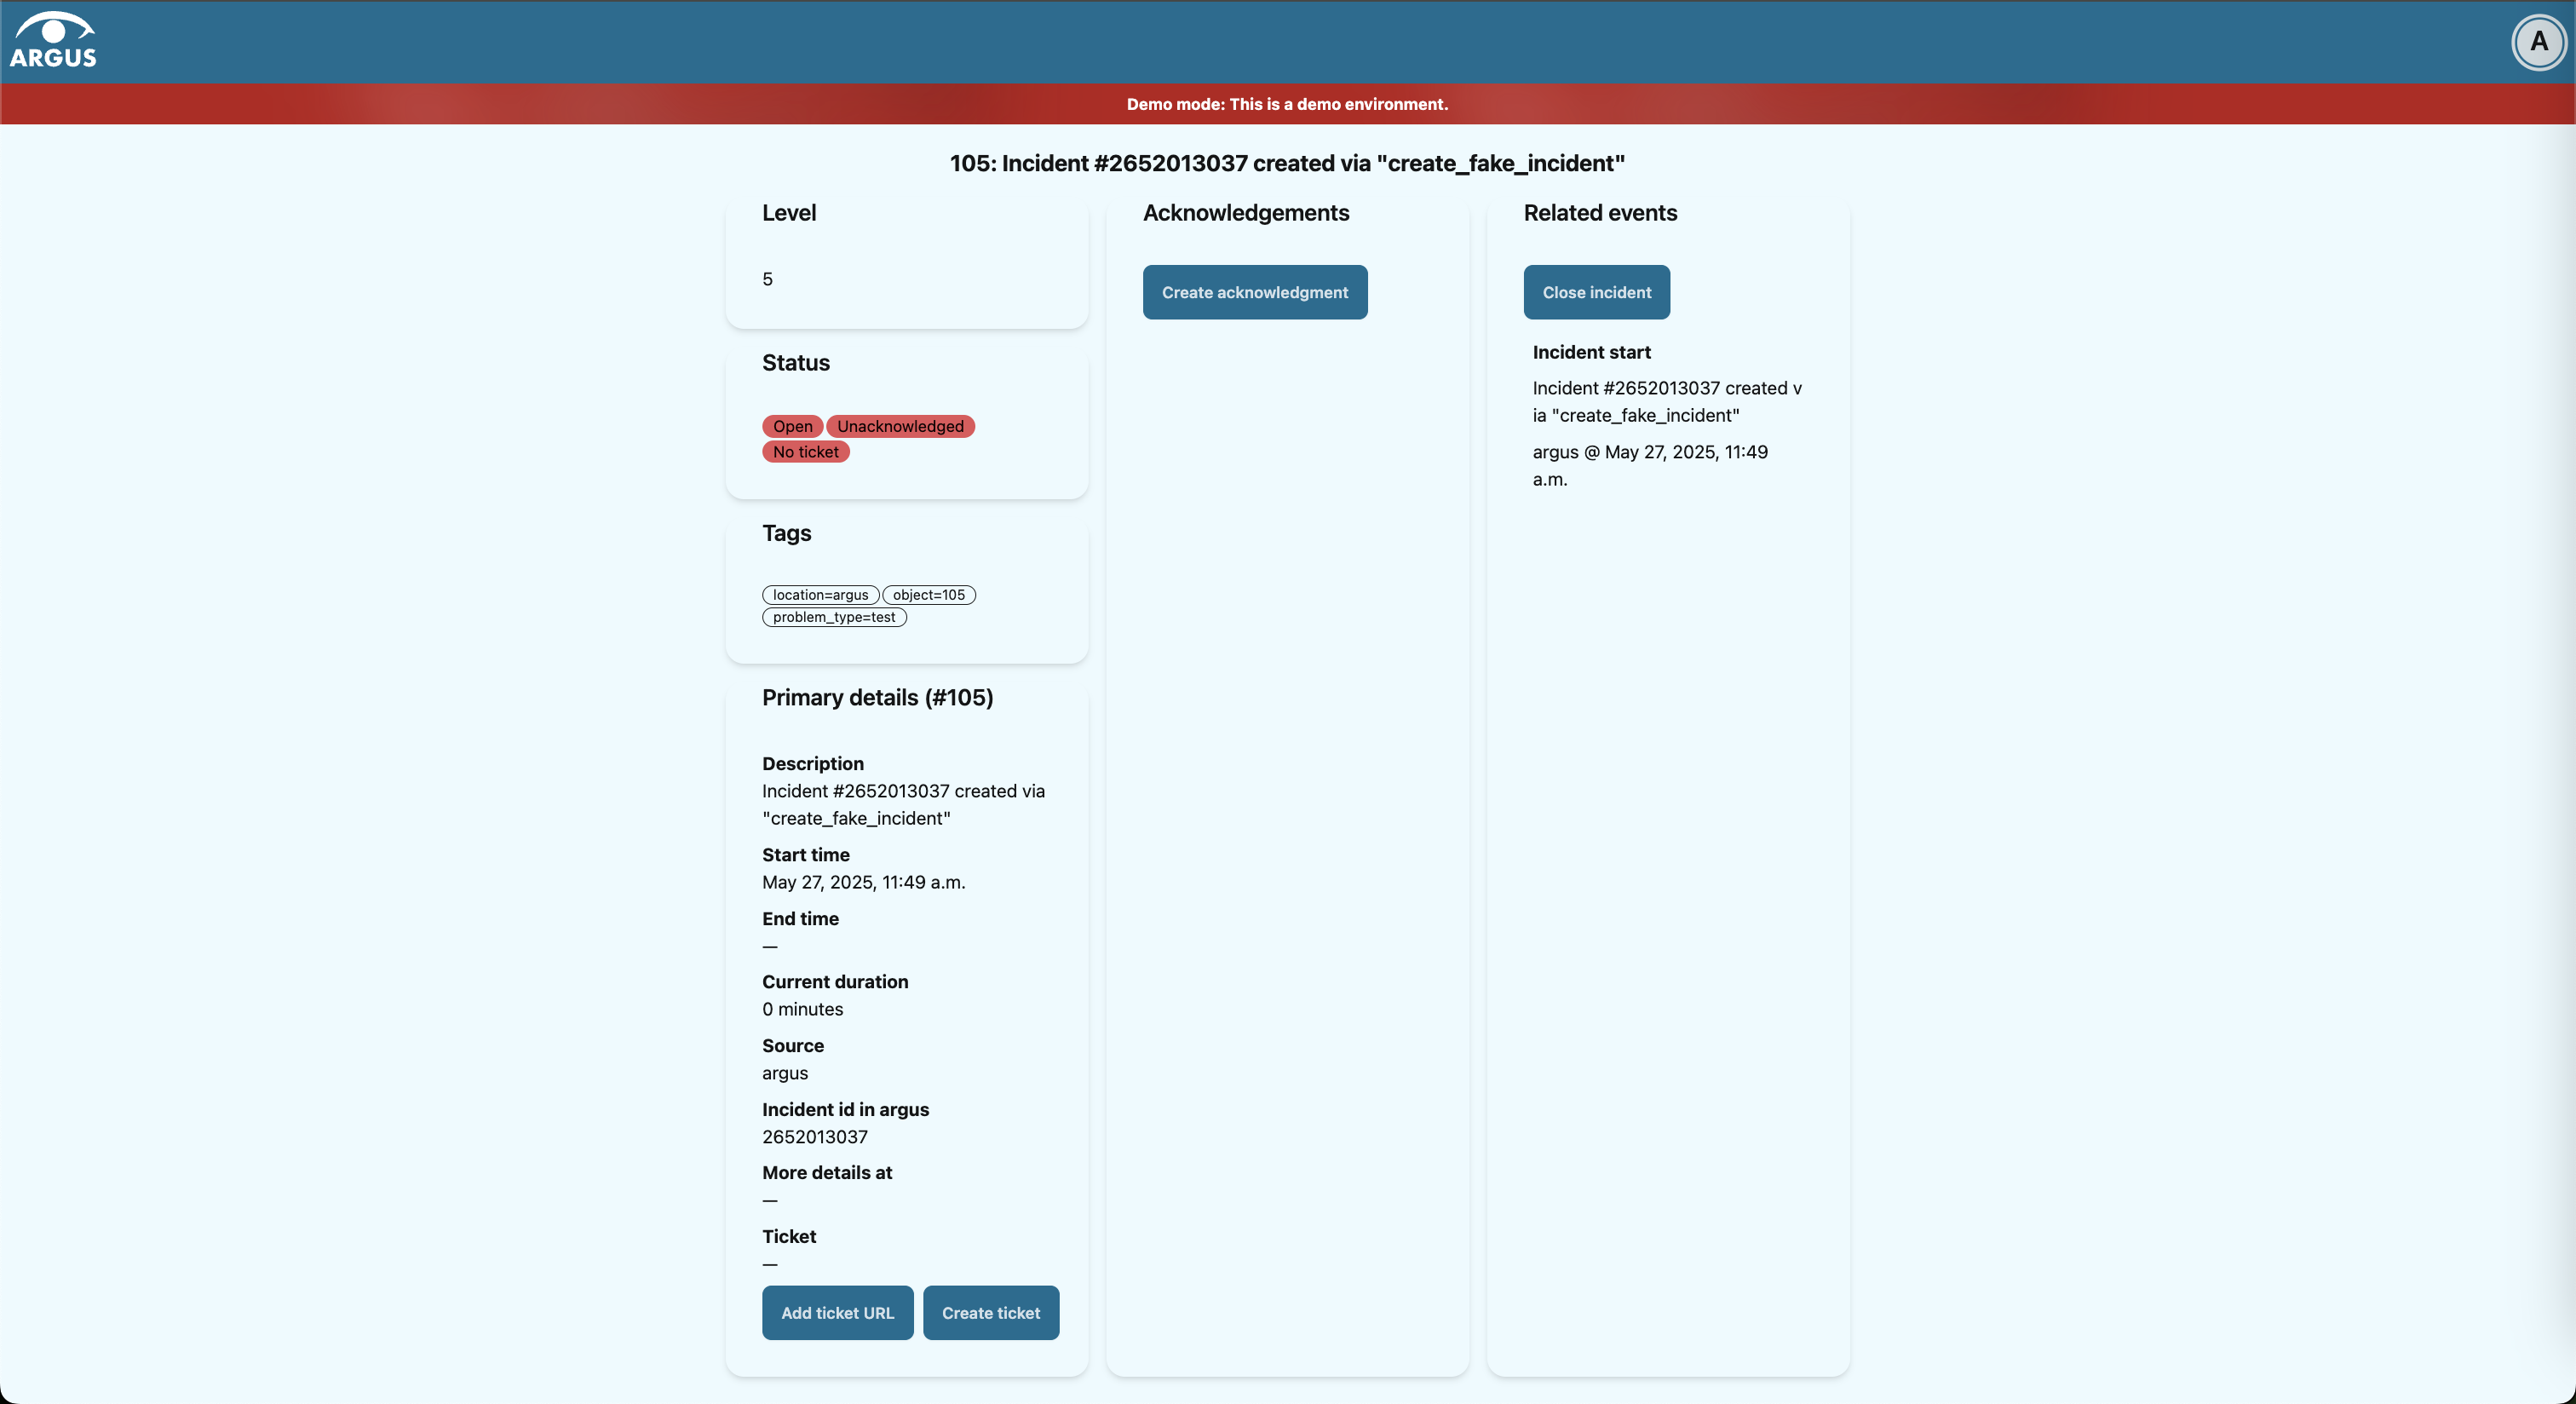 ARGUS
A
Demo mode: This is a demo environment.
105: Incident #2652013037 created via "create_fake_incident"
Level
5
Status
Open
Unacknowledged
No ticket
Tags
location=argus
object=105
problem_type=test
Primary details (#105)
Description
Incident #2652013037 created via
"create_fake_incident"
Start time
May 27, 2025, 11:49 a.m.
End time
—
Current duration
0 minutes
Source
argus
Incident id in argus
2652013037
More details at
—
Ticket
—
Add ticket URL
Create ticket
Acknowledgements
Create acknowledgment
Related events
Close incident
Incident start
Incident #2652013037 created v
ia "create_fake_incident"
argus @ May 27, 2025, 11:49
a.m.